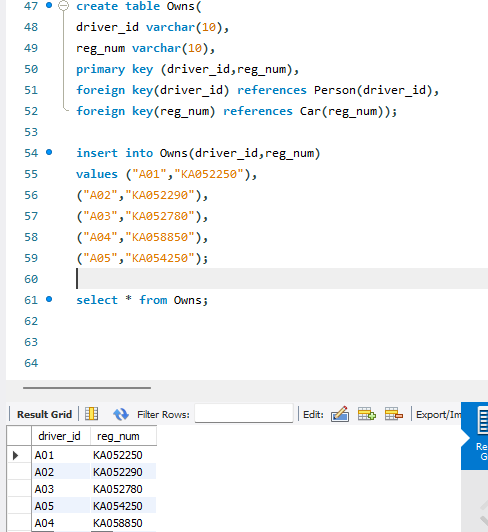 47 create table Owns(
48 driver_id varchar(10),
49 reg_num varchar(10),
50 primary key (driver_id,reg_num),
51 foreign key(driver_id) references Person(driver_id),
52 foreign key(reg_num) references Car(reg_num));
53
54 insert into Owns(driver_id,reg_num)
55 values ("A01","KA052250"),
56 ("A02","KA052290"),
57 ("A03","KA052780"),
58 ("A04","KA058850"),
59 ("A05","KA054250");
60
61 select * from Owns;
62
63
64
Result Grid Filter Rows: Edit: Export/Im
driver_id reg_num
A01 KA052250
A02 KA052290
A03 KA052780
A05 KA054250
A04 KA058850